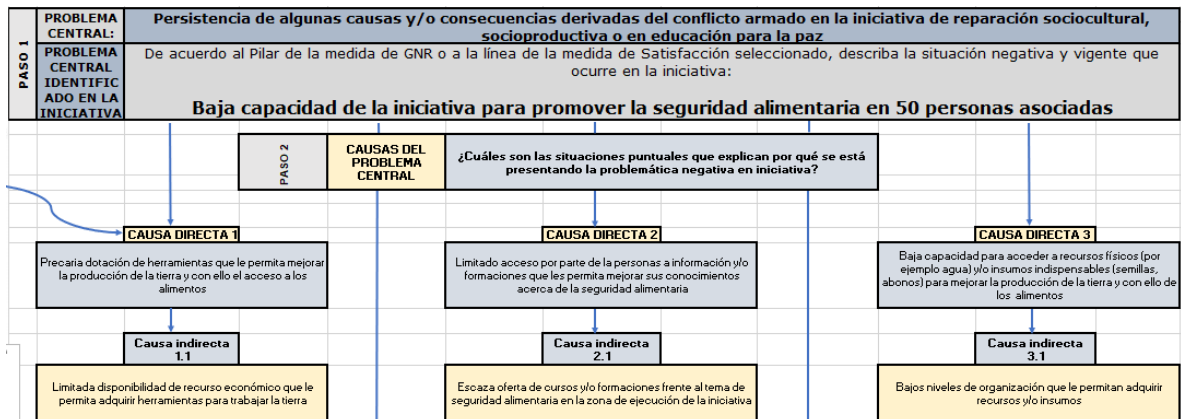 PASO 1
PROBLEMA
CENTRAL:
Persistencia de algunas causas y/o consecuencias derivadas del conflicto armado en la iniciativa de reparación sociocultural,
socioproductiva o en educación para la paz
PROBLEMA
CENTRAL
IDENTIFIC
ADO EN LA
INICIATIVA
De acuerdo al Pilar de la medida de GNR o a la línea de la medida de Satisfacción seleccionado, describa la situación negativa y vigente que
ocurre en la iniciativa:
Baja capacidad de la iniciativa para promover la seguridad alimentaria en 50 personas asociadas
PASO 2
CAUSAS DEL
PROBLEMA
CENTRAL
¿Cuáles son las situaciones puntuales que explican por qué se está
presentando la problemática negativa en iniciativa?
CAUSA DIRECTA 1
Precaria dotación de herramientas que le permita mejorar
la producción de la tierra y con ello el acceso a los
alimentos
Causa indirecta
1.1
Limitada disponibilidad de recurso económico que le
permita adquirir herramientas para trabajar la tierra
CAUSA DIRECTA 2
Limitado acceso por parte de la personas a información y/o
formaciones que les permita mejorar sus conocimientos
acerca de la seguridad alimentaria
Causa indirecta
2.1
Escaza oferta de cursos y/o formaciones frente al tema de
seguridad alimentaria en la zona de ejecución de la iniciativa
CAUSA DIRECTA 3
Baja capacidad para acceder a recursos físicos (por
ejemplo agua) y/o insumos indispensables (semillas,
abonos) para mejorar la producción de la tierra y con ello de
los alimentos
Causa indirecta
3.1
Bajos niveles de organización que le permitan adquirir
recursos y/o insumos